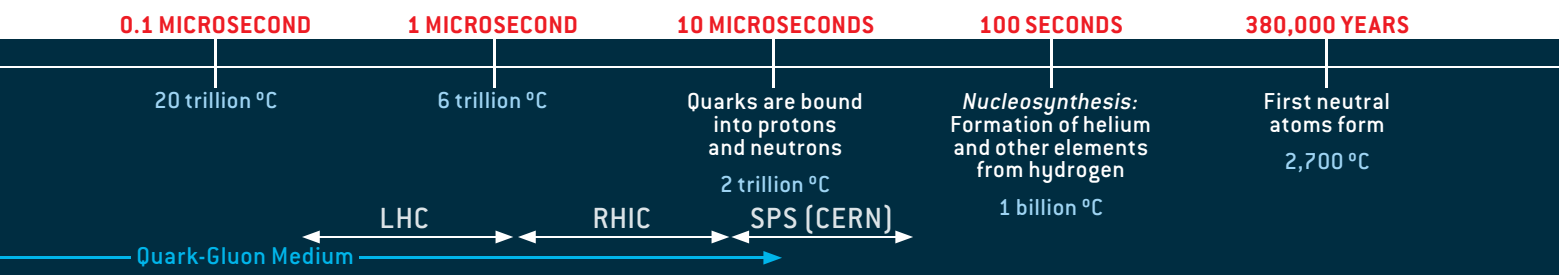 0.1 MICROSECOND
1 MICROSECOND
10 MICROSECONDS
100 SECONDS
380,000 YEARS
20 trillion ºC
6 trillion ºC
Quarks are bound
into protons
and neutrons
2 trillion ºC
Nucleosynthesis:
Formation of helium
and other elements
from hydrogen
1 billion ºC
First neutral
atoms form
2,700 ºC
LHC
RHIC
SPS (CERN)
Quark-Gluon Medium